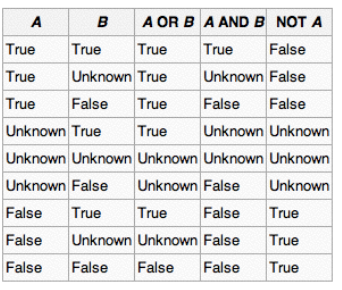 A B A OR B A AND B NOT A
True True True True False
True Unknown True Unknown False
True False True False False
Unknown True True Unknown Unknown
Unknown Unknown Unknown Unknown Unknown
Unknown False Unknown False Unknown
False True True False True
False Unknown Unknown False True
False False False False True